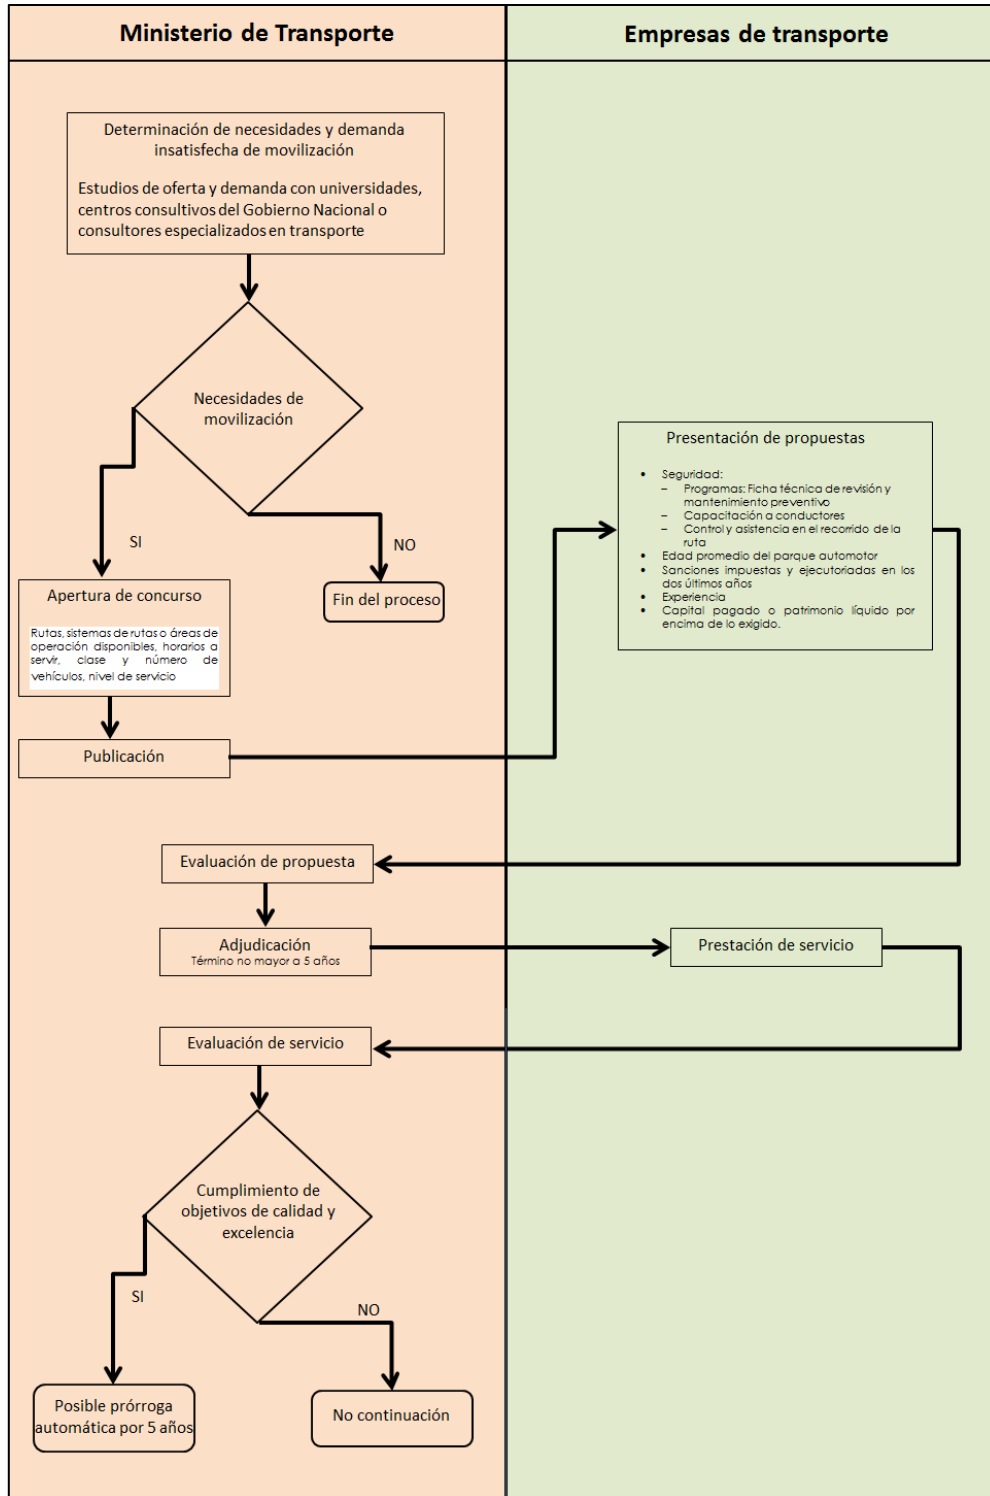 Ministerio de Transporte
Empresas de transporte
Determinación de necesidades y demanda
insatisfecha de movilización
Estudios de oferta y demanda con universidades,
centros consultivos del Gobierno Nacional o
consultores especializados en transporte
Necesidades de
movilización
SI
NO
Fin del proceso
Apertura de concurso
Rutas, sistemas de rutas o áreas de
operación disponibles, horarios a
servir, clase y número de
vehículos, nivel de servicio
Publicación
Presentación de propuestas
• Seguridad:
– Programas: Ficha técnica de revisión y
mantenimiento preventivo
– Capacitación a conductores
– Control y asistencia en el recorrido de la
ruta
• Edad promedio del parque automotor
• Sanciones impuestas y ejecutoriadas en los
dos últimos años
• Experiencia
• Capital pagado o patrimonio líquido por
encima de lo exigido.
Evaluación de propuesta
Adjudicación
Término no mayor a 5 años
Prestación de servicio
Evaluación de servicio
Cumplimiento de
objetivos de calidad y
excelencia
SI
NO
Posible prórroga
automática por 5 años
No continuación